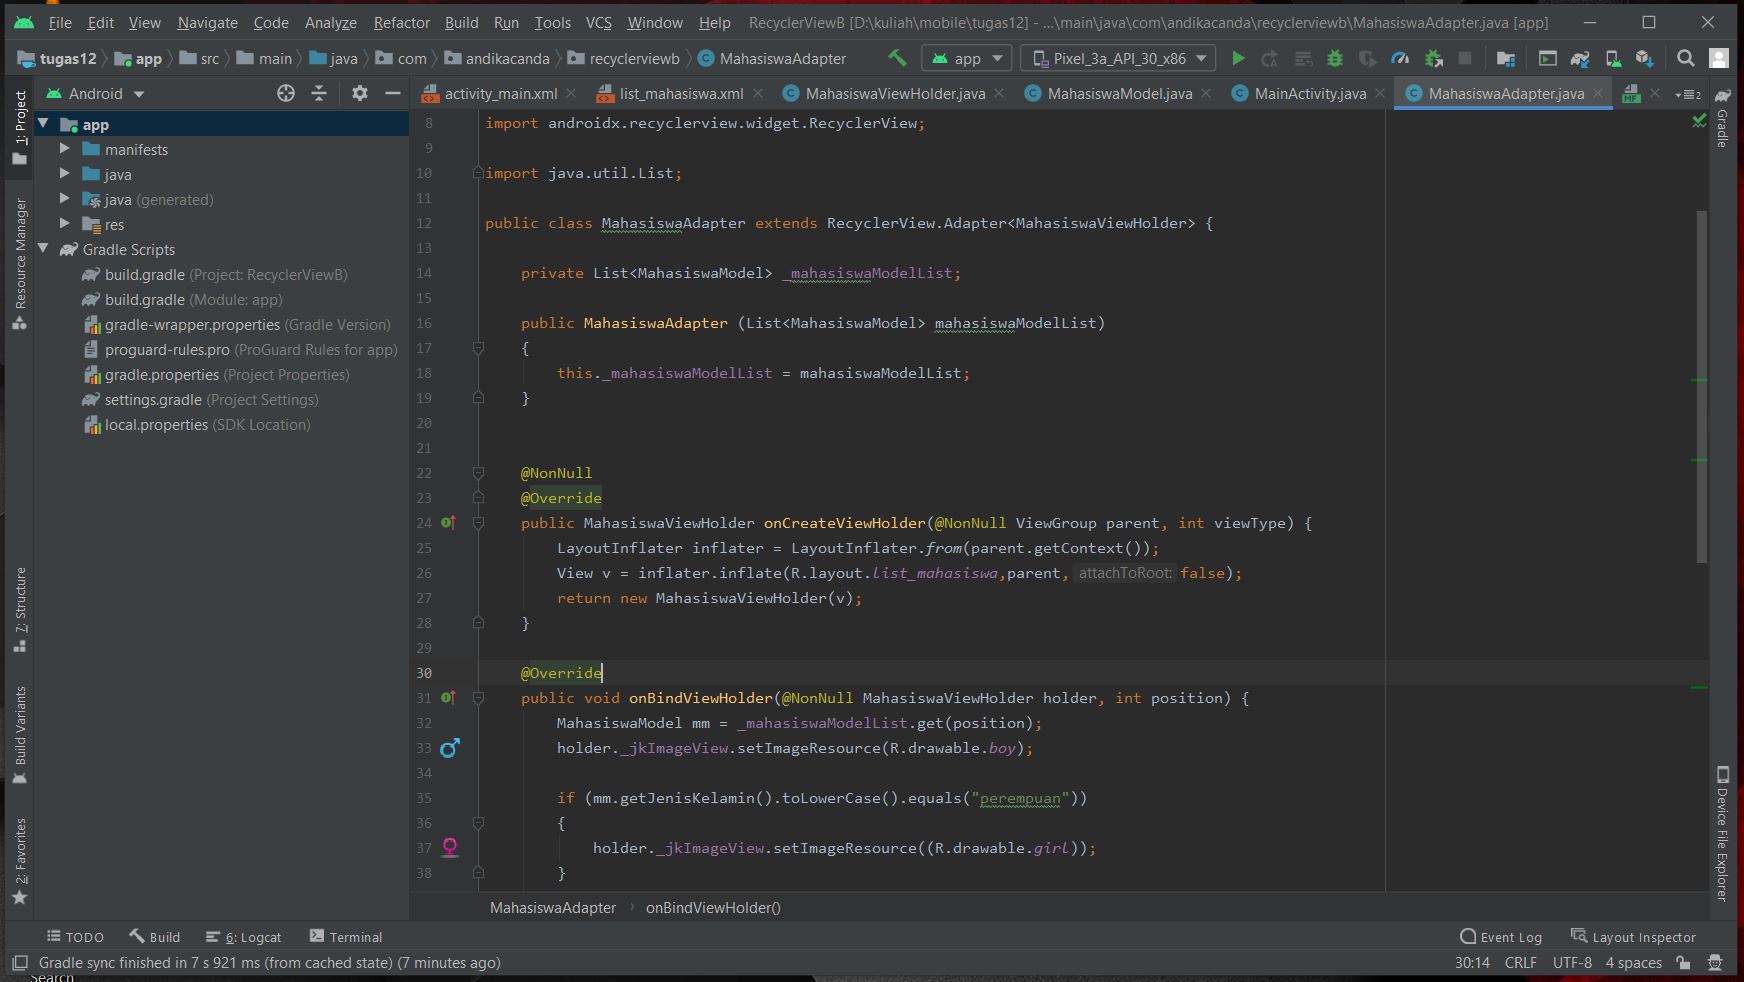 File Edit View Navigate Code Analyze Refactor Build Run Tools VCS Window Help RecyclerViewB [D:\kuliah\mobile\tugas12] - ...\main\java\com\andikacanda\recyclerviewb\MahasiswaAdapter.java [app]
tugas12 app src main java com andikacanda recyclerviewb MahasiswaAdapter app Pixel_3a_API_30_x86
Android activity_main.xml list_mahasiswa.xml MahasiswaViewHolder.java MahasiswaModel.java MainActivity.java MahasiswaAdapter.java MF 2
1: Project
Resource Manager
7: Structure
Build Variants
2: Favorites
app
manifests
java
java (generated)
res
Gradle Scripts
build.gradle (Project: RecyclerViewB)
build.gradle (Module: app)
gradle-wrapper.properties (Gradle Version)
proguard-rules.pro (ProGuard Rules for app)
gradle.properties (Project Properties)
settings.gradle (Project Settings)
local.properties (SDK Location)
8 import androidx.recyclerview.widget.RecyclerView;
9
10 import java.util.List;
11
12 public class MahasiswaAdapter extends RecyclerView.Adapter<MahasiswaViewHolder> {
13
14 private List<MahasiswaModel> _mahasiswaModelList;
15
16 public MahasiswaAdapter (List<MahasiswaModel> mahasiswaModelList)
17 {
18 this._mahasiswaModelList = mahasiswaModelList;
19 }
20
21
22 @NonNull
23 @Override
24 public MahasiswaViewHolder onCreateViewHolder(@NonNull ViewGroup parent, int viewType) {
25 LayoutInflater inflater = LayoutInflater.from(parent.getContext());
26 View v = inflater.inflate(R.layout.list_mahasiswa,parent, attachToRoot: false);
27 return new MahasiswaViewHolder(v);
28 }
29
30 @Override
31 public void onBindViewHolder(@NonNull MahasiswaViewHolder holder, int position) {
32 MahasiswaModel mm = _mahasiswaModelList.get(position);
33 holder._jkImageView.setImageResource(R.drawable.boy);
34
35 if (mm.getJenisKelamin().toLowerCase().equals("perempuan"))
36 {
37 holder._jkImageView.setImageResource((R.drawable.girl));
38 }
Gradle
Device File Explorer
MahasiswaAdapter onBindViewHolder()
TODO Build 6: Logcat Terminal Event Log Layout Inspector
Gradle sync finished in 7 s 921 ms (from cached state) (7 minutes ago) 30:14 CRLF UTF-8 4 spaces
Search